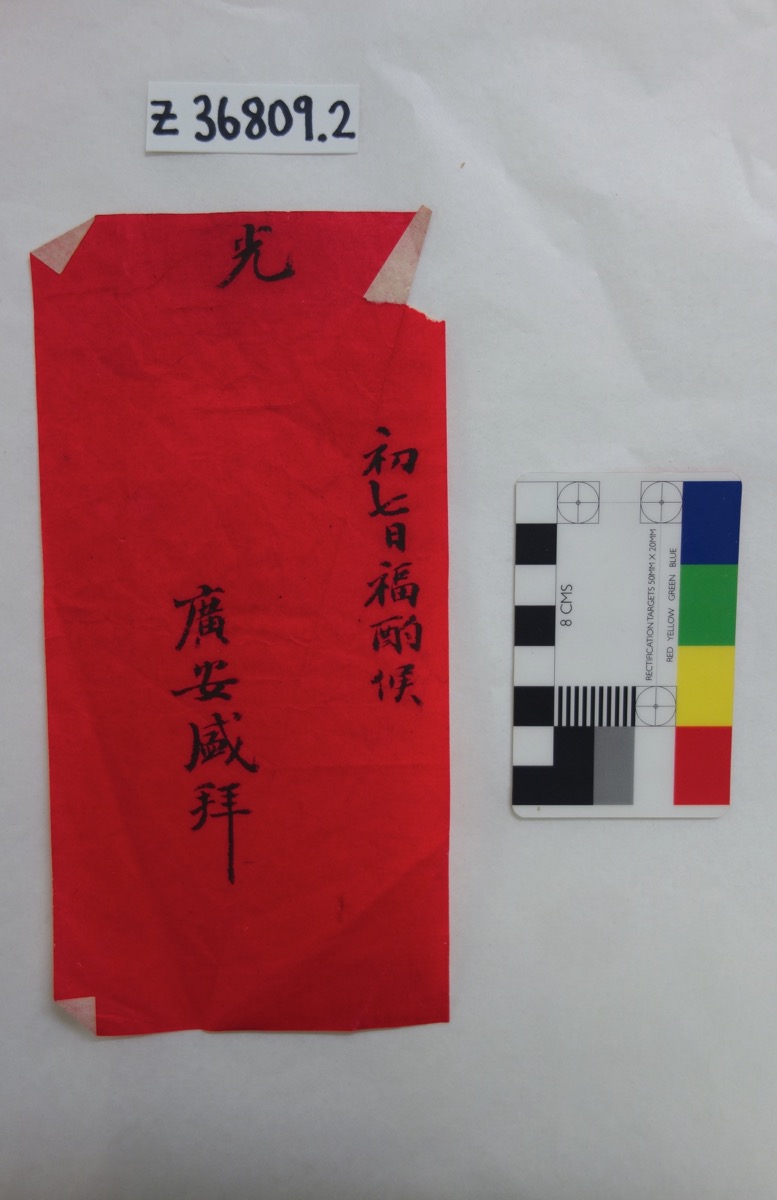 Z 36809.2
光
初七日福酌候
廣安盛拜
8 CMS
RECTIFICATION TARGETS 50MM X 20MM
RED YELLOW GREEN BLUE